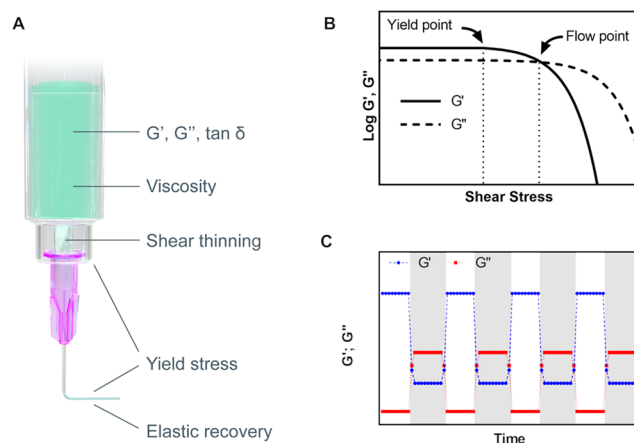 A
G’, G’’, tan δ
Viscosity
Shear thinning
Yield stress
Elastic recovery
B
Yield point
Flow point
Log G', G''
G'
G''
Shear Stress
C
G' G''
G'; G''
Time